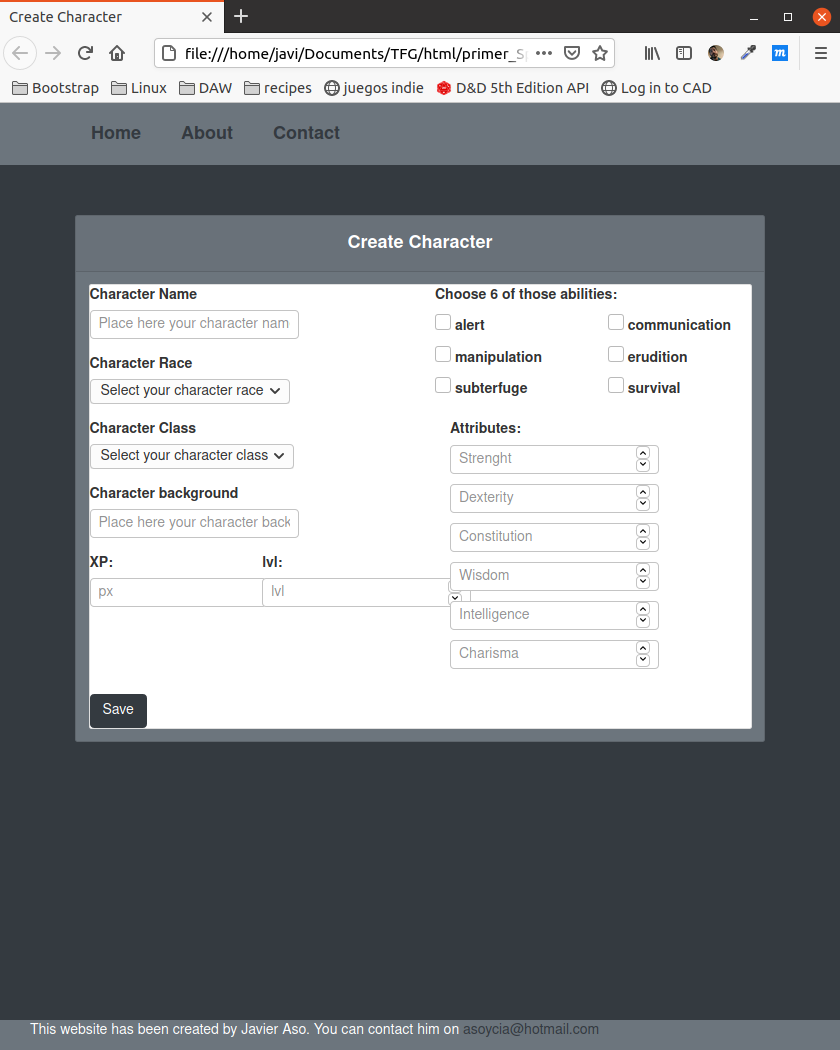 Create Character
file:///home/javi/Documents/TFG/html/primer_S
Bootstrap Linux DAW recipes juegos indie D&D 5th Edition API Log in to CAD
Home About Contact
Create Character
Character Name
Place here your character nam
Character Race
Select your character race
Character Class
Select your character class
Character background
Place here your character back
XP: lvl:
px lvl
Choose 6 of those abilities:
alert communication
manipulation erudition
subterfuge survival
Attributes:
Strenght
Dexterity
Constitution
Wisdom
Intelligence
Charisma
Save
This website has been created by Javier Aso. You can contact him on asoycia@hotmail.com